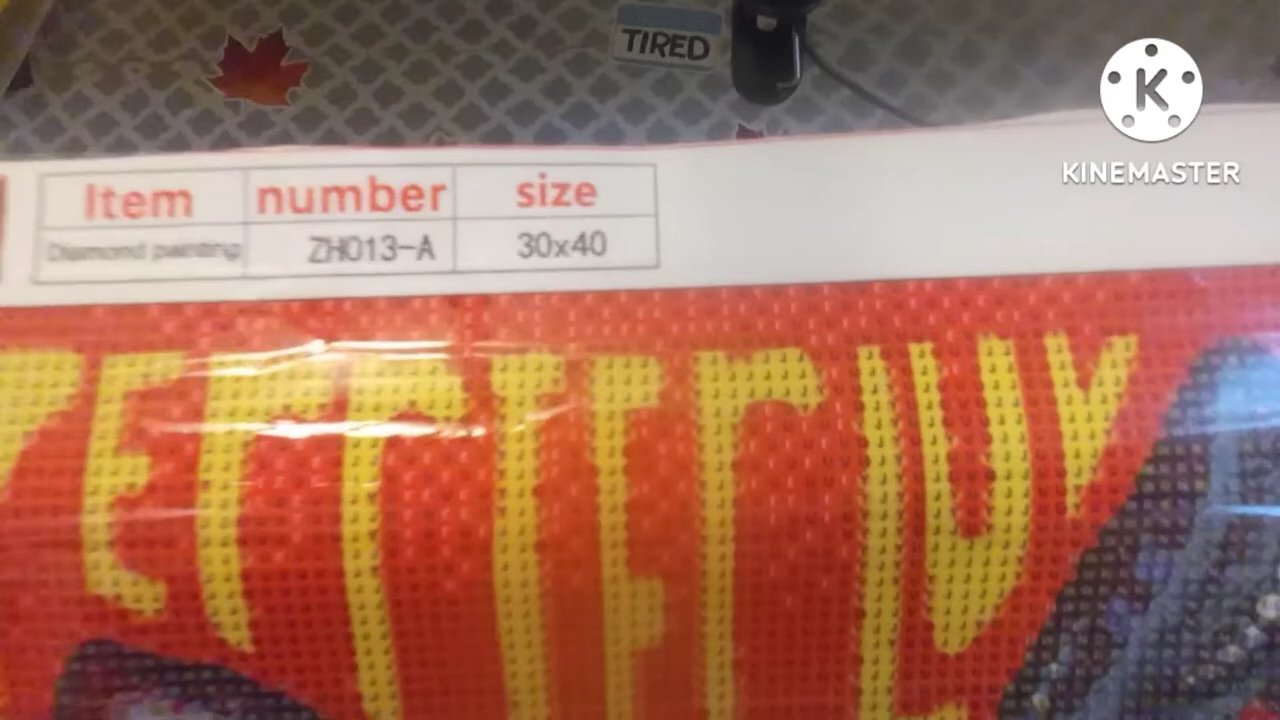 TIRED
K
KINEMASTER
Item number size
Diamond painting ZH013-A 30x40